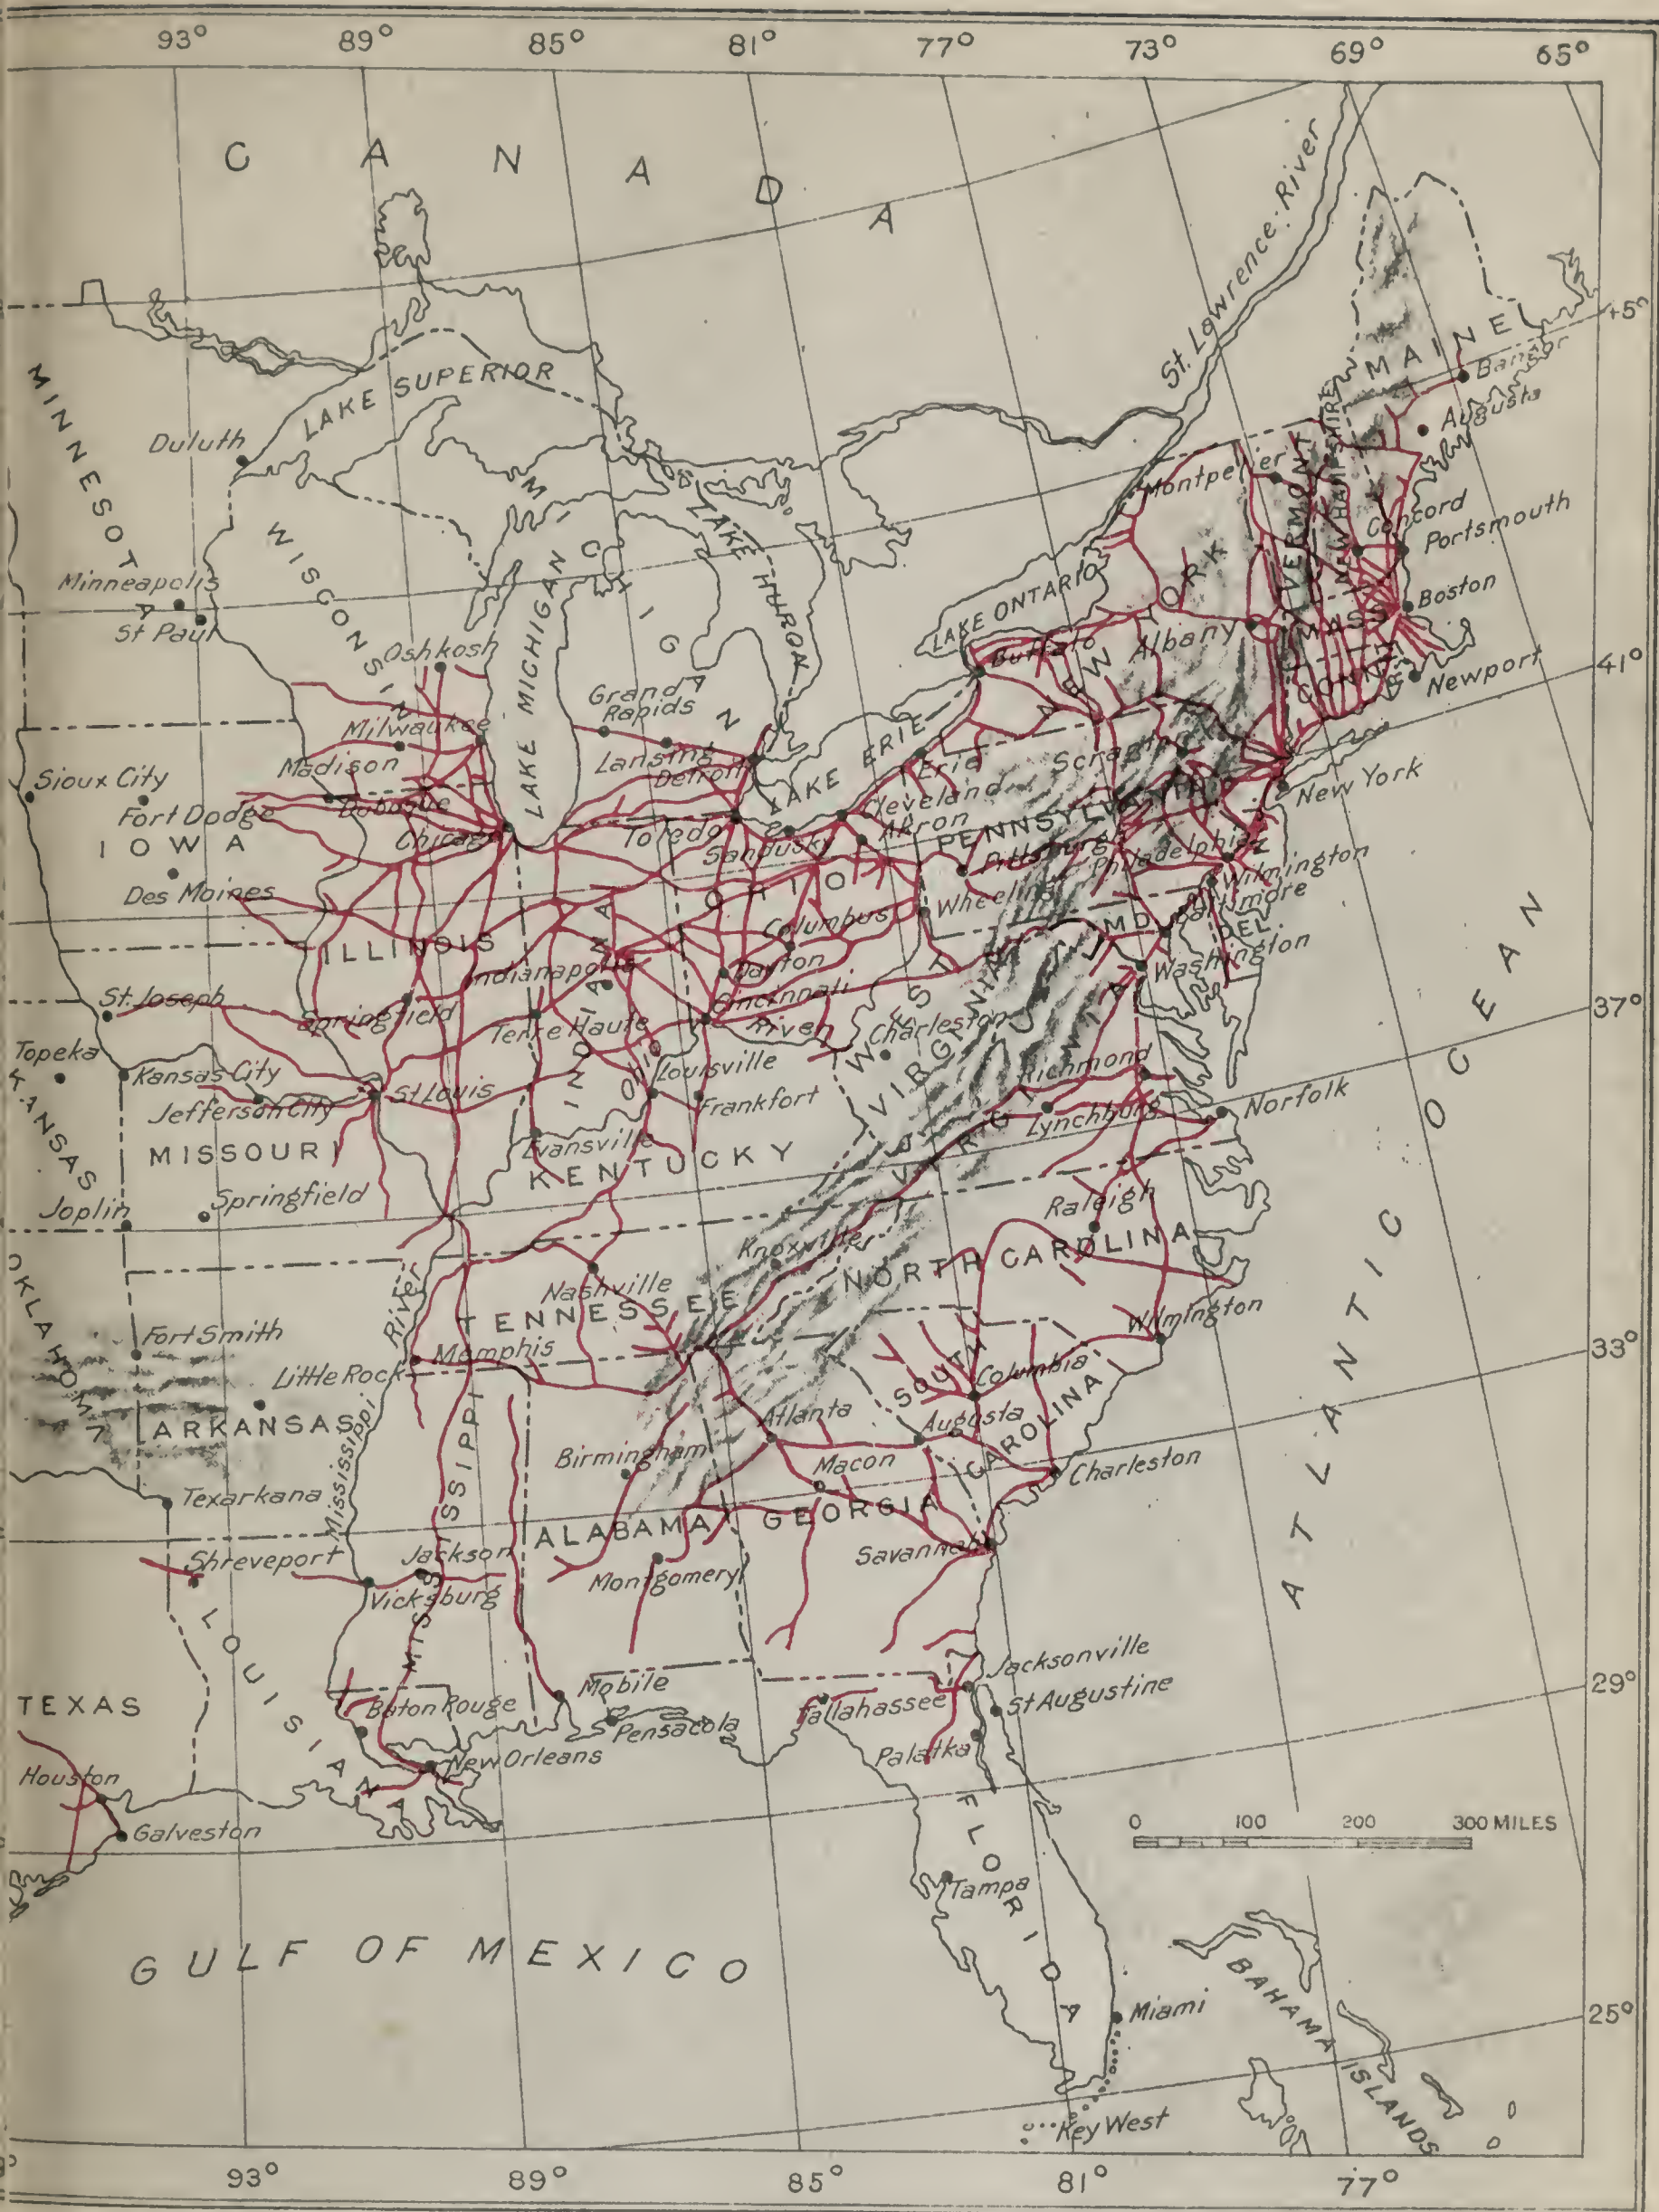 93° 89° 85° 81° 77° 73° 69° 65°
CANADA
St. Lawrence River
45°
MAINE
Bangor
Augusta
MINNESOTA
LAKE SUPERIOR
Duluth
Montpelier
VERMONT
NEW HAMPSHIRE
Concord
Portsmouth
WISCONSIN
MICHIGAN
LAKE HURON
LAKE MICHIGAN
Minneapolis
St Paul
LAKE ONTARIO
NEW YORK
Boston
MASS
Oshkosh
Buffalo
Albany
CONN
R I
Newport
41°
Grand
Rapids
Milwaukee
Lansing
Madison
Detroit
LAKE ERIE
Erie
Scranton
Sioux City
Fort Dodge
Dubuque
New York
IOWA
Chicago
Toledo
Sandusky
Cleveland
Akron
PENNSYLVANIA
Pittsburg
Philadelphia
Wilmington
Des Moines
OHIO
Columbus
Wheeling
Baltimore
MD
DEL
Washington
ILLINOIS
INDIANA
Indianapolis
Dayton
Cincinnati
St. Joseph
Springfield
Terre Haute
Ohio River
WEST VIRGINIA
Charleston
37°
Topeka
KANSAS
Kansas City
Jefferson City
St Louis
Louisville
Frankfort
Richmond
Lynchburg
Norfolk
VIRGINIA
MISSOURI
Evansville
KENTUCKY
Joplin
Springfield
Raleigh
Knoxville
NORTH CAROLINA
OKLAHOMA
Nashville
TENNESSEE
Wilmington
Fort Smith
Little Rock
Memphis
Mississippi River
33°
ARKANSAS
SOUTH CAROLINA
Columbia
Atlanta
Augusta
Birmingham
Macon
Charleston
Texarkana
MISSISSIPPI
ALABAMA
GEORGIA
Savannah
Shreveport
Jackson
Vicksburg
Montgomery
LOUISIANA
ATLANTIC OCEAN
Jacksonville
29°
TEXAS
Baton Rouge
Mobile
Pensacola
Tallahassee
St Augustine
Palatka
New Orleans
Houston
Galveston
FLORIDA
0 100 200 300 MILES
Tampa
GULF OF MEXICO
Miami
BAHAMA ISLANDS
25°
Key West
93° 89° 85° 81° 77°